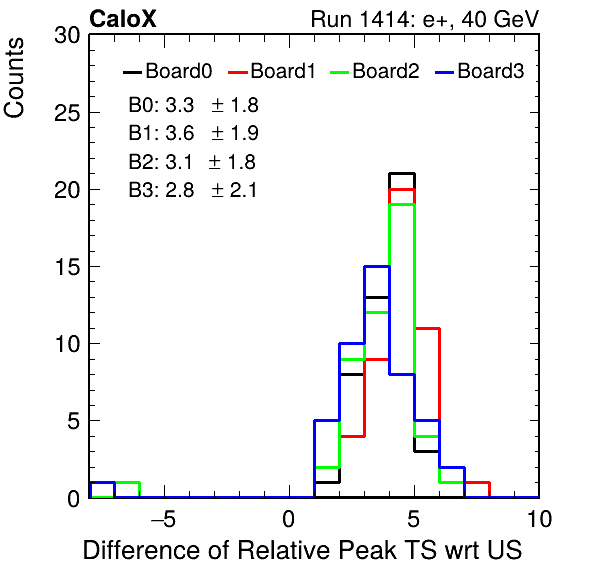 CaloX Run 1414: e+, 40 GeV
Counts
30
25
20
15
10
5
0
Board0 Board1 Board2 Board3
B0: 3.3 ± 1.8
B1: 3.6 ± 1.9
B2: 3.1 ± 1.8
B3: 2.8 ± 2.1
−5 0 5 10
Difference of Relative Peak TS wrt US